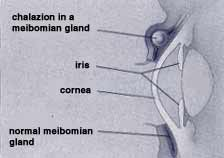 chalazion in a
meibomian gland
iris
cornea
normal meibomian
gland